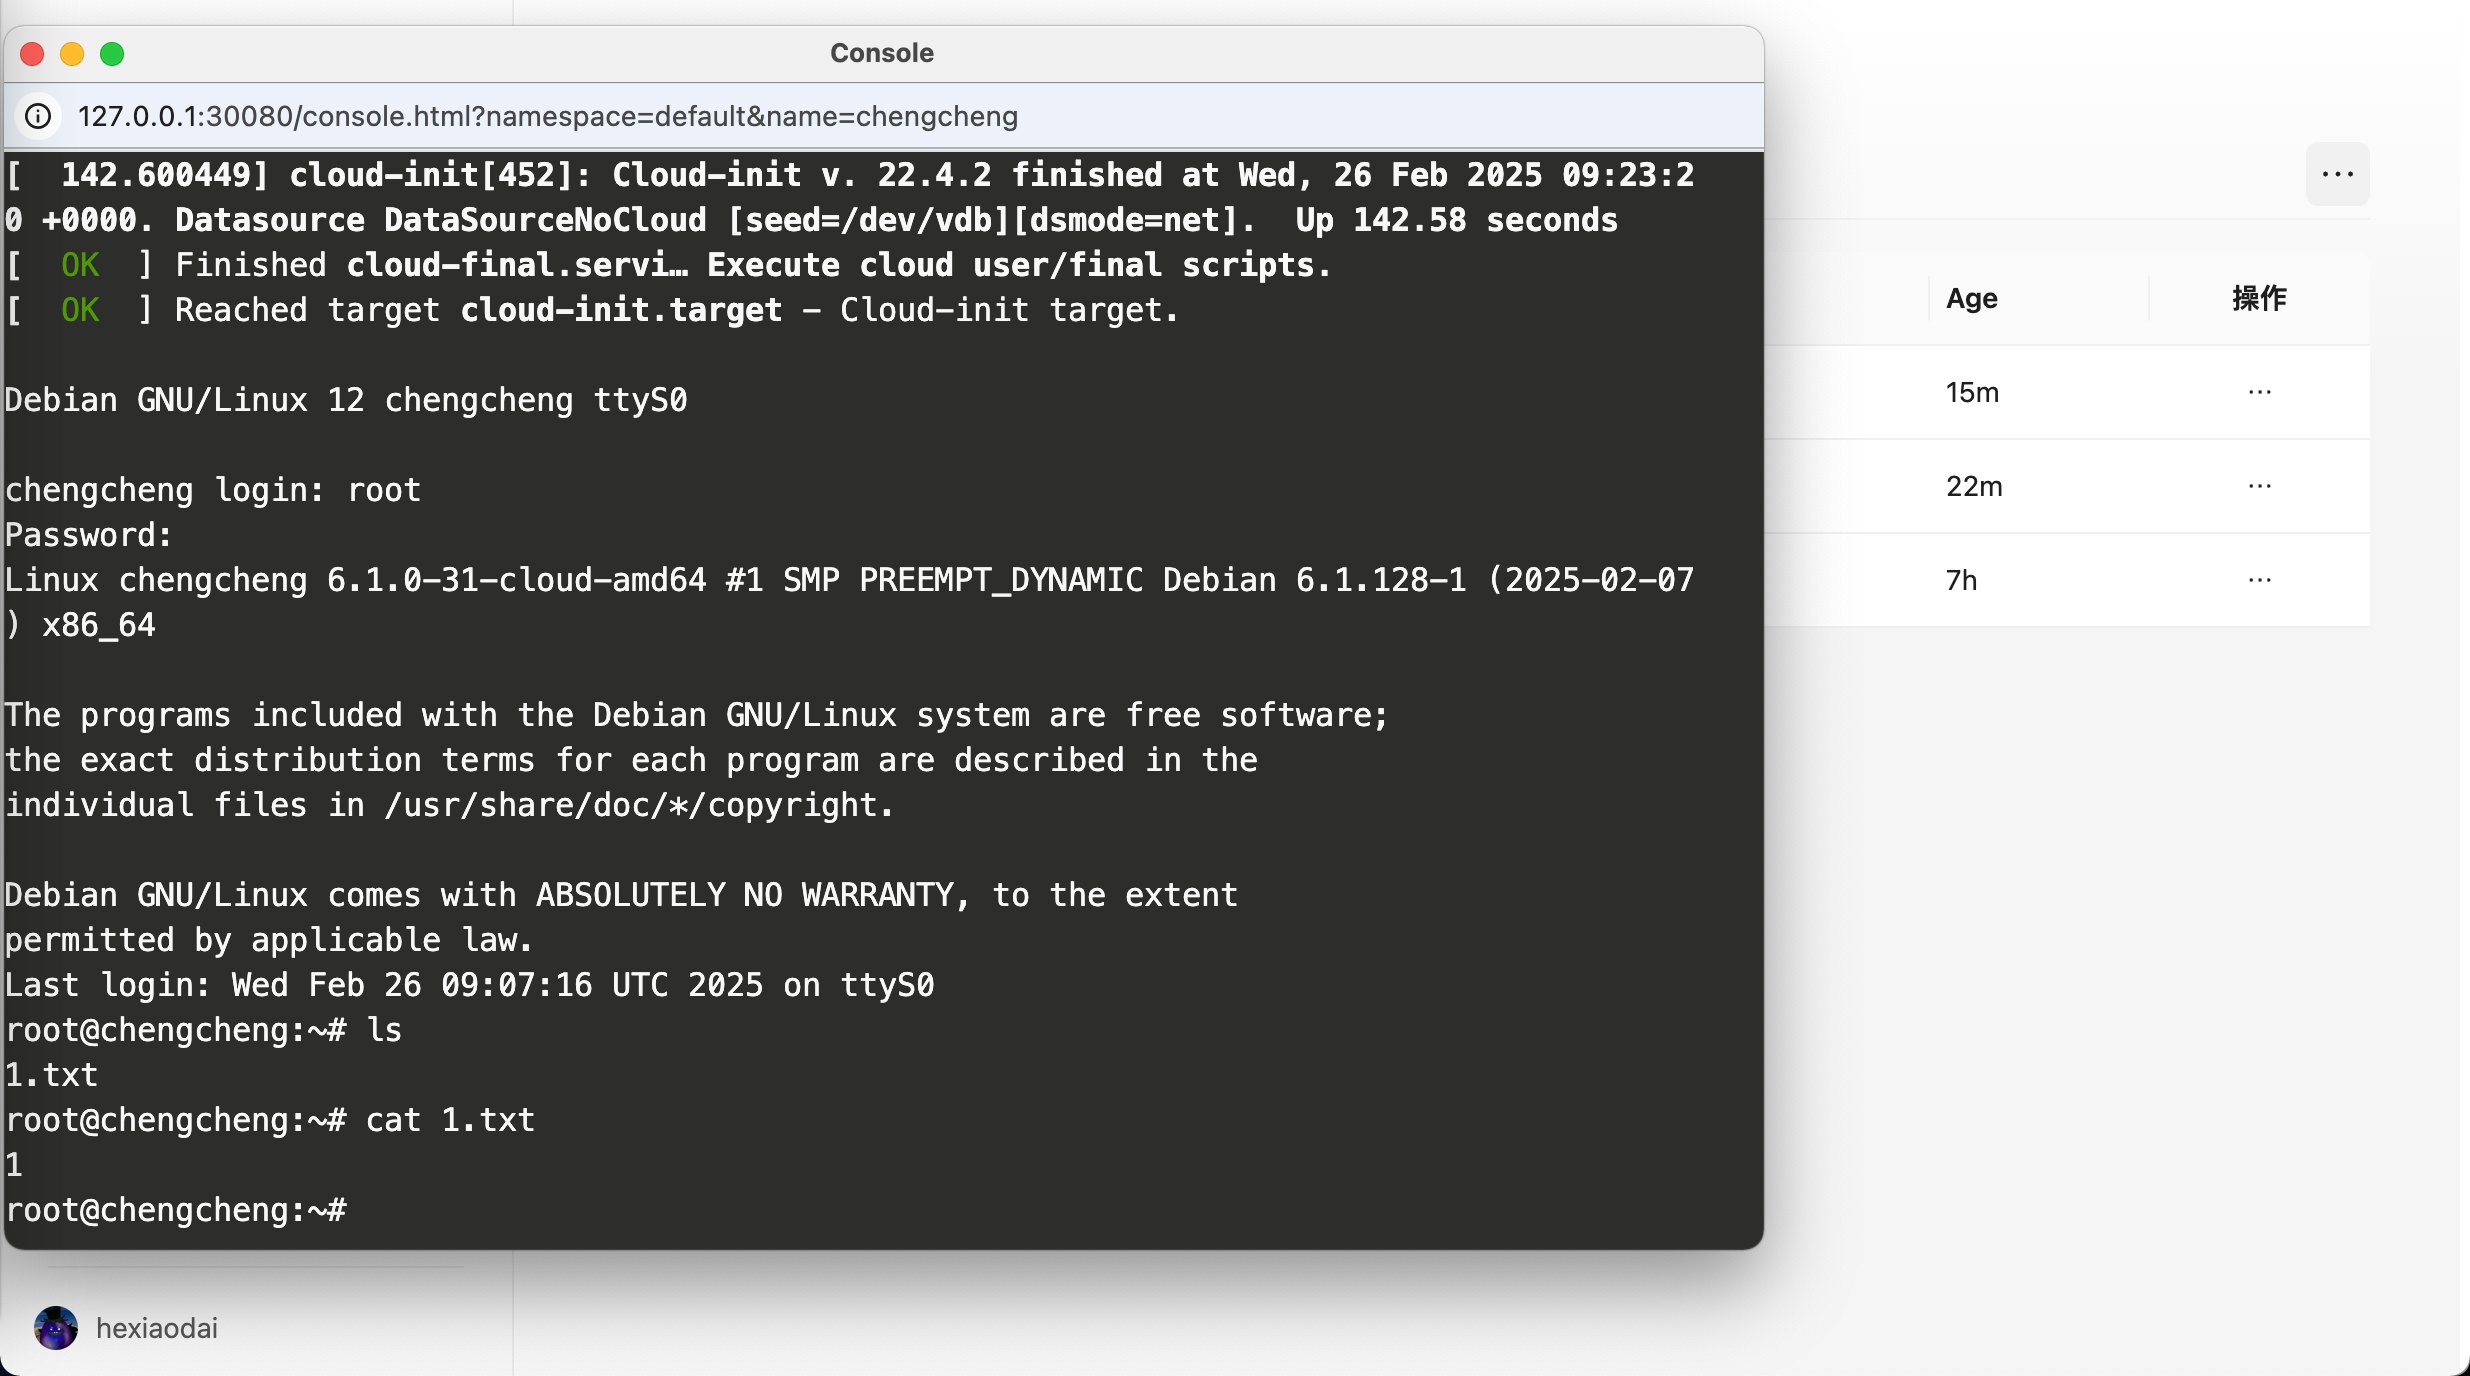 Console
127.0.0.1:30080/console.html?namespace=default&name=chengcheng
[  142.600449] cloud-init[452]: Cloud-init v. 22.4.2 finished at Wed, 26 Feb 2025 09:23:2
0 +0000. Datasource DataSourceNoCloud [seed=/dev/vdb][dsmode=net].  Up 142.58 seconds
[  OK  ] Finished cloud-final.servi… Execute cloud user/final scripts.
[  OK  ] Reached target cloud-init.target - Cloud-init target.
Debian GNU/Linux 12 chengcheng ttyS0
chengcheng login: root
Password:
Linux chengcheng 6.1.0-31-cloud-amd64 #1 SMP PREEMPT_DYNAMIC Debian 6.1.128-1 (2025-02-07
) x86_64
The programs included with the Debian GNU/Linux system are free software;
the exact distribution terms for each program are described in the
individual files in /usr/share/doc/*/copyright.
Debian GNU/Linux comes with ABSOLUTELY NO WARRANTY, to the extent
permitted by applicable law.
Last login: Wed Feb 26 09:07:16 UTC 2025 on ttyS0
root@chengcheng:~# ls
1.txt
root@chengcheng:~# cat 1.txt
1
root@chengcheng:~#
...
Age 操作
15m ...
22m ...
7h ...
hexiaodai